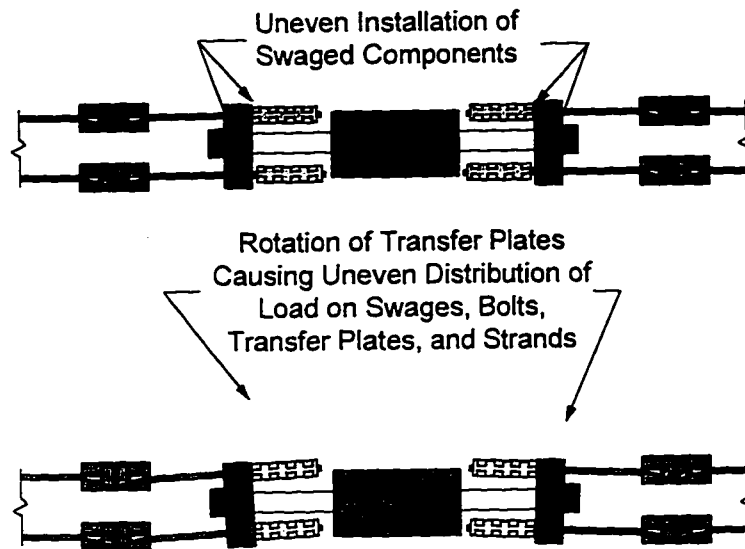 Uneven Installation of
Swaged Components
Rotation of Transfer Plates
Causing Uneven Distribution of
Load on Swages, Bolts,
Transfer Plates, and Strands